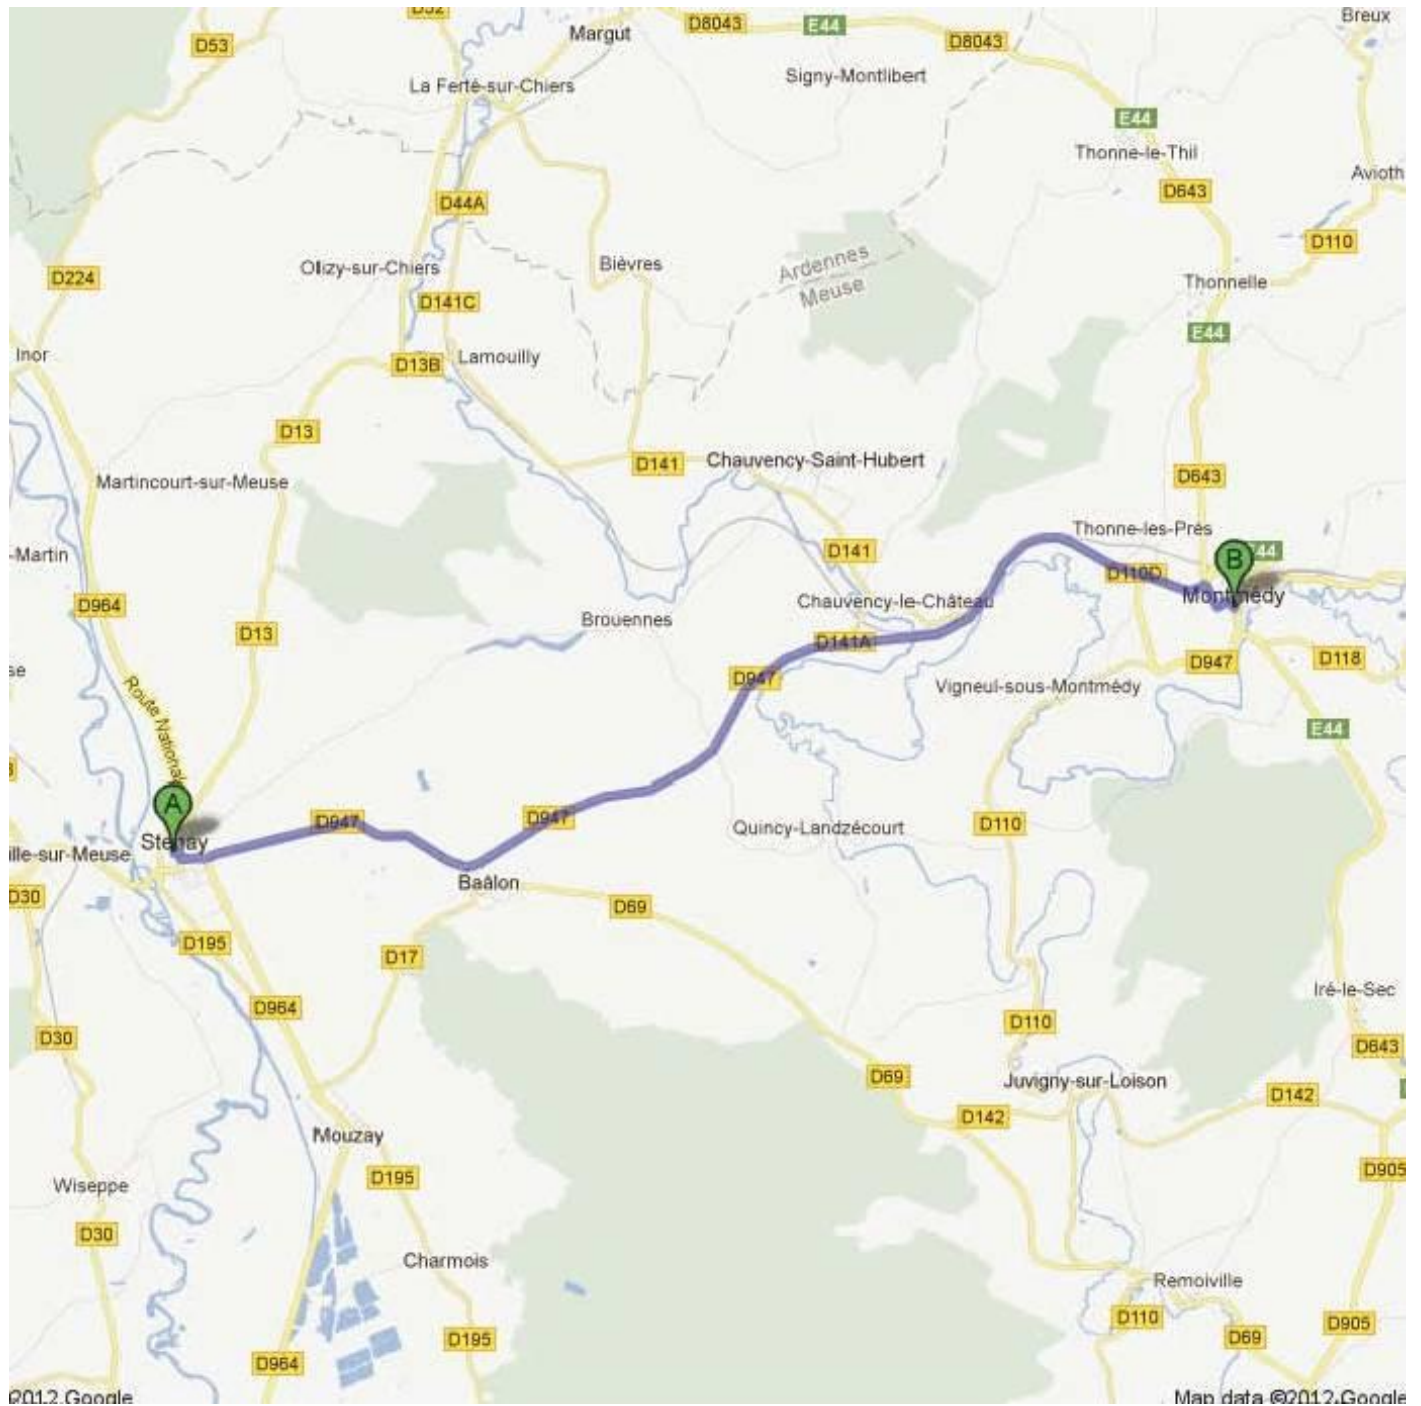 D52
Breux
D53
Margut
D8043
E44
D8043
La Ferté-sur-Chiers
Signy-Montlibert
E44
Thonne-le-Thil
Avioth
D643
D44A
D110
Olizy-sur-Chiers
Bièvres
Ardennes
Meuse
D224
Thonnelle
D141C
E44
Inor
Lamouilly
D13B
D13
D141
Chauvency-Saint-Hubert
D643
Martincourt-sur-Meuse
Thonne-les-Près
-Martin
D141
E44
B
D110D
Montmédy
D964
Chauvency-le-Château
Brouennes
D13
D141A
D947
D118
se
D947
Vigneul-sous-Montmédy
Route Nationale
E44
A
D947
D947
D110
Quincy-Landzécourt
Stenay
ille-sur-Meuse
Baâlon
D30
D69
D195
D17
Iré-le-Sec
D964
D110
D30
D643
D69
Juvigny-sur-Loison
D142
D142
Mouzay
D195
D905
Wiseppe
D30
Charmois
Remoiville
D110
D905
D195
D69
D964
2012 Google
Map data ©2012 Google